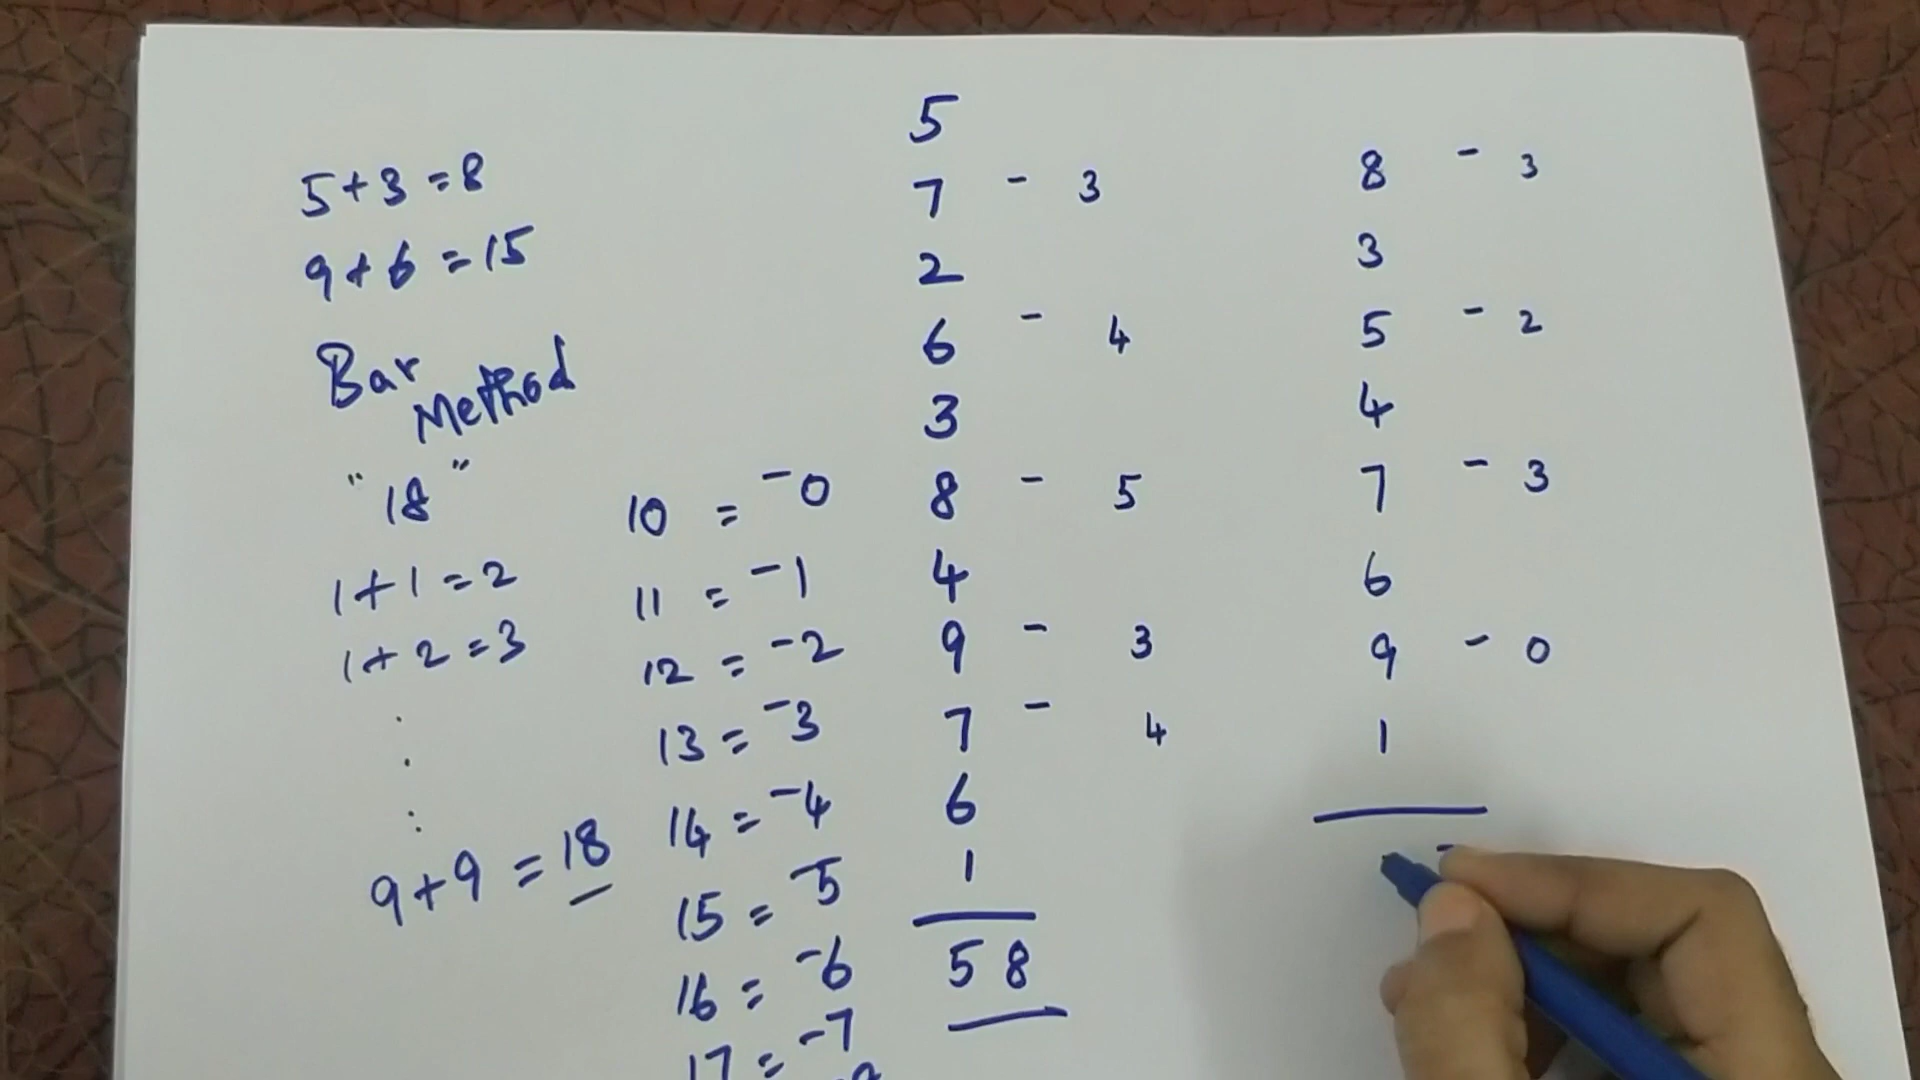 5+3=8
9+6=15
Bar
Method
"18"
1+1=2
1+2=3
⋮
9+9=18
10 = -0
11 = -1
12 = -2
13 = -3
14 = -4
15 = -5
16 = -6
17 = -7
5
7 - 3
2
6 - 4
3
8 - 5
4
9 - 3
7 - 4
6
1
58
8 - 3
3
5 - 2
4
7 - 3
6
9 - 0
1